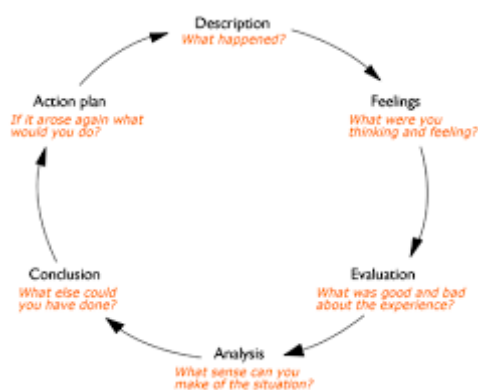 Description
What happened?
Feelings
What were you
thinking and feeling?
Evaluation
What was good and bad
about the experience?
Analysis
What sense can you
make of the situation?
Conclusion
What else could
you have done?
Action plan
If it arose again what
would you do?